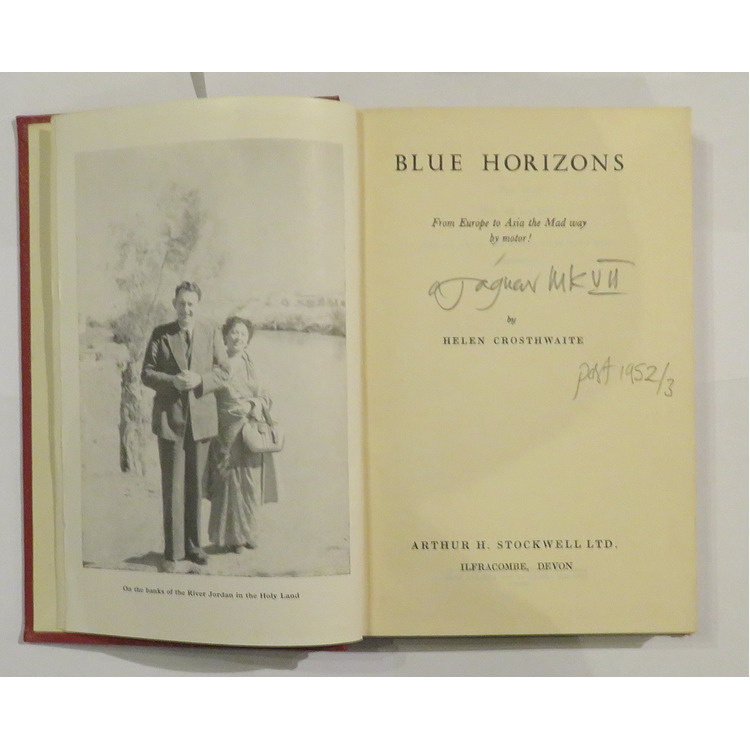 On the banks of the River Jordan in the Holy Land
BLUE HORIZONS
From Europe to Asia the Mad way
by motor!
a Jaguar Mk VII
by
HELEN CROSTHWAITE
post 1952/3
ARTHUR H. STOCKWELL LTD.
ILFRACOMBE, DEVON